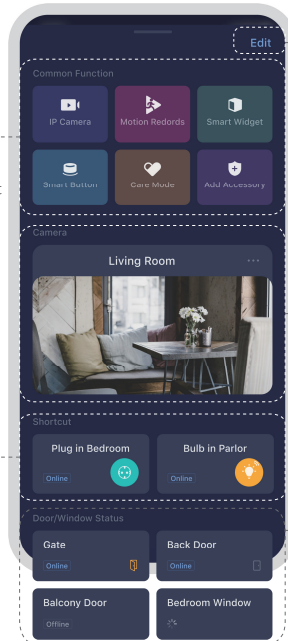 Edit
Common Function
IP Camera
Motion Redords
Smart Widget
Smart Button
Care Mode
Add Accessory
Camera
Living Room
Shortcut
Plug in Bedroom
Bulb in Parlor
Online
Online
Door/Window Status
Gate
Back Door
Online
Online
Balcony Door
Bedroom Window
Offline